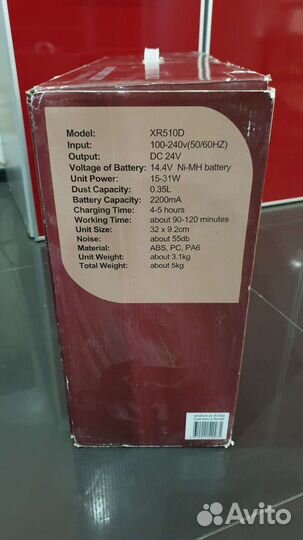 Model: XR510D
Input: 100-240v(50/60HZ)
Output: DC 24V
Voltage of Battery: 14.4V Ni-MH battery
Unit Power: 15-31W
Dust Capacity: 0.35L
Battery Capacity: 2200mA
Charging Time: 4-5 hours
Working Time: about 90-120 minutes
Unit Size: 32 x 9.2cm
Noise: about 55db
Material: ABS, PC, PA6
Unit Weight: about 3.1kg
Total Weight: about 5kg
Avito